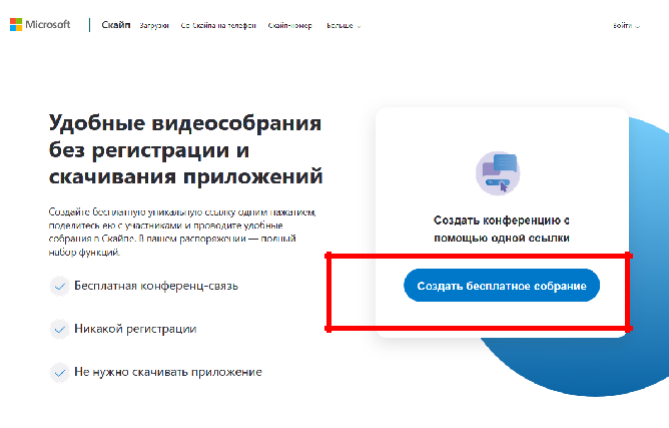 Microsoft Скайп Загрузки Со Скайпа на телефон Скайп-номер Больше Войти
Удобные видеособрания
без регистрации и
скачивания приложений
Создайте бесплатную уникальную ссылку одним нажатием,
поделитесь ею с участниками и проводите удобные
собрания в Скайпе. В вашем распоряжении — полный
набор функций.
Бесплатная конференц-связь
Никакой регистрации
Не нужно скачивать приложение
Создать конференцию с
помощью одной ссылки
Создать бесплатное собрание